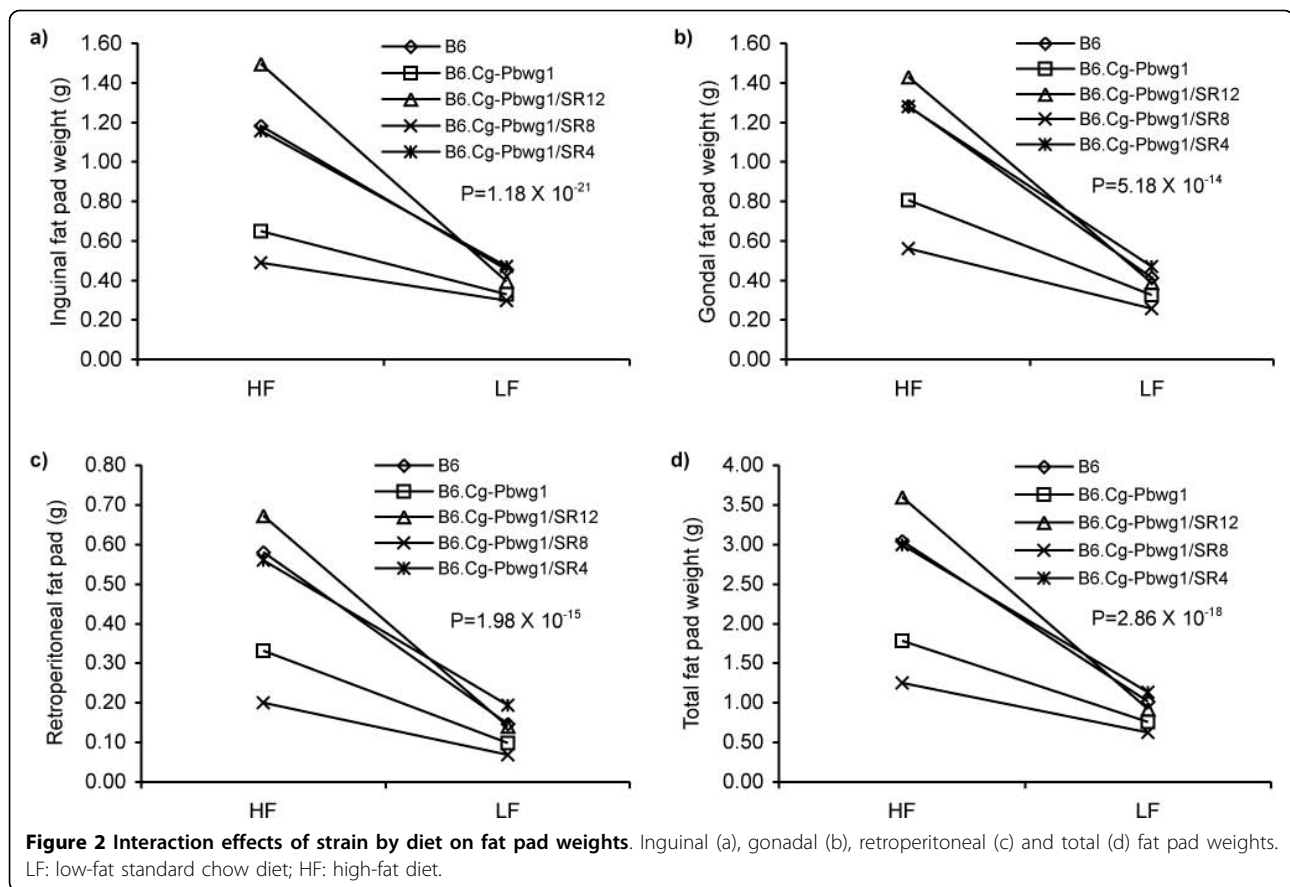 a)
1.60
1.40
1.20
1.00
0.80
0.60
0.40
0.20
0.00
Inguinal fat pad weight (g)
B6
B6.Cg-Pbwg1
B6.Cg-Pbwg1/SR12
B6.Cg-Pbwg1/SR8
B6.Cg-Pbwg1/SR4
P=1.18 X 10-21
HF
LF
b)
1.60
1.40
1.20
1.00
0.80
0.60
0.40
0.20
0.00
Gondal fat pad weight (g)
B6
B6.Cg-Pbwg1
B6.Cg-Pbwg1/SR12
B6.Cg-Pbwg1/SR8
B6.Cg-Pbwg1/SR4
P=5.18 X 10-14
HF
LF
c)
0.80
0.70
0.60
0.50
0.40
0.30
0.20
0.10
0.00
Retroperitoneal fat pad (g)
B6
B6.Cg-Pbwg1
B6.Cg-Pbwg1/SR12
B6.Cg-Pbwg1/SR8
B6.Cg-Pbwg1/SR4
P=1.98 X 10-15
HF
LF
d)
4.00
3.50
3.00
2.50
2.00
1.50
1.00
0.50
0.00
Total fat pad weight (g)
B6
B6.Cg-Pbwg1
B6.Cg-Pbwg1/SR12
B6.Cg-Pbwg1/SR8
B6.Cg-Pbwg1/SR4
P=2.86 X 10-18
HF
LF
Figure 2 Interaction effects of strain by diet on fat pad weights. Inguinal (a), gonadal (b), retroperitoneal (c) and total (d) fat pad weights.
LF: low-fat standard chow diet; HF: high-fat diet.